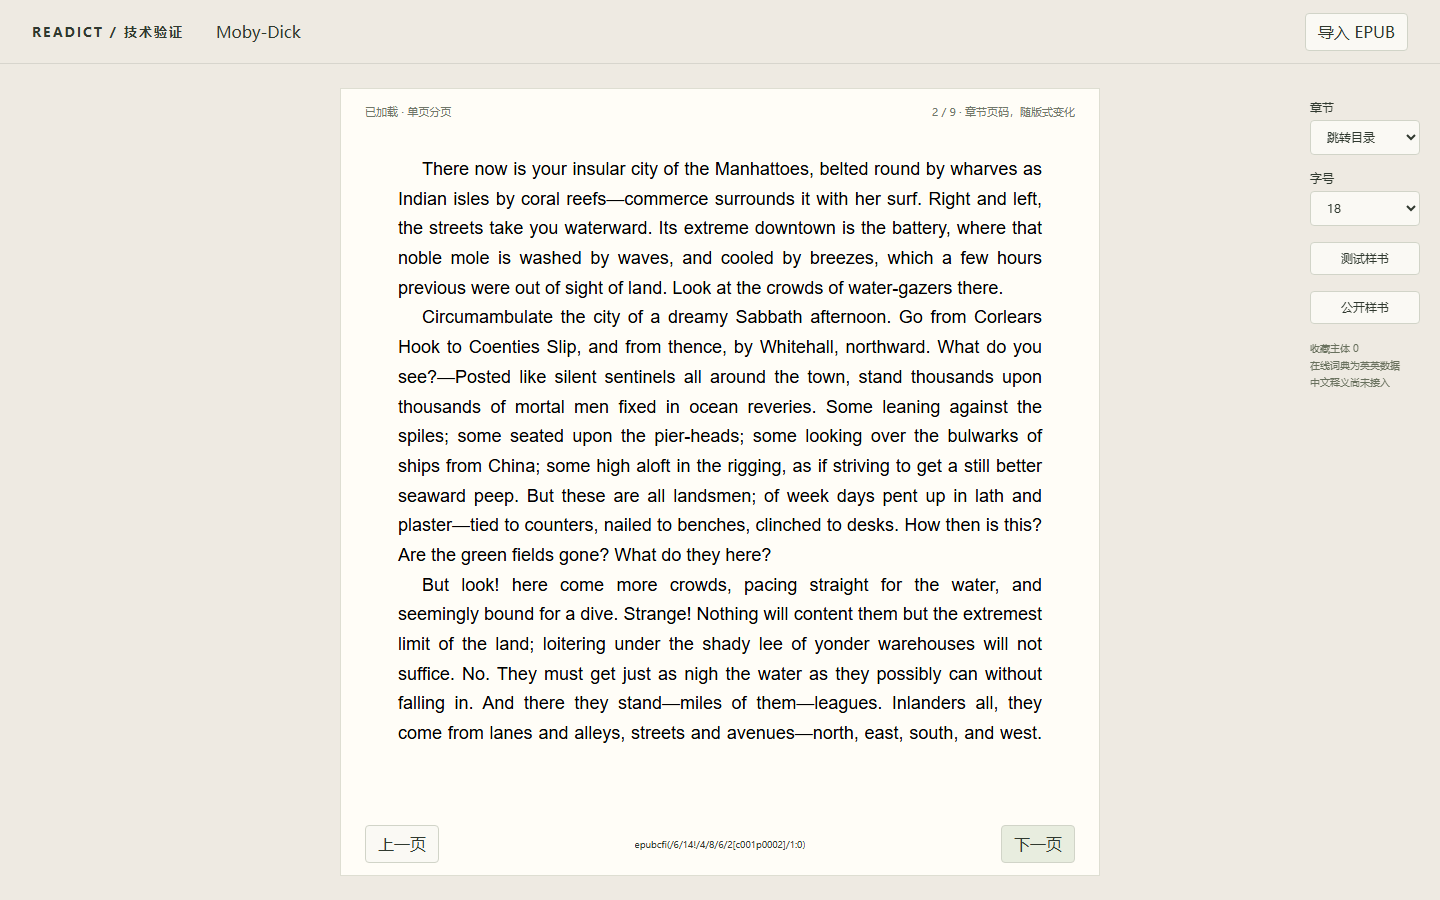 READICT / 技术验证 Moby-Dick 导入 EPUB
已加载 · 单页分页 2 / 9 · 章节页码，随版式变化
There now is your insular city of the Manhattoes, belted round by wharves as
Indian isles by coral reefs—commerce surrounds it with her surf. Right and left,
the streets take you waterward. Its extreme downtown is the battery, where that
noble mole is washed by waves, and cooled by breezes, which a few hours
previous were out of sight of land. Look at the crowds of water-gazers there.
Circumambulate the city of a dreamy Sabbath afternoon. Go from Corlears
Hook to Coenties Slip, and from thence, by Whitehall, northward. What do you
see?—Posted like silent sentinels all around the town, stand thousands upon
thousands of mortal men fixed in ocean reveries. Some leaning against the
spiles; some seated upon the pier-heads; some looking over the bulwarks of
ships from China; some high aloft in the rigging, as if striving to get a still better
seaward peep. But these are all landsmen; of week days pent up in lath and
plaster—tied to counters, nailed to benches, clinched to desks. How then is this?
Are the green fields gone? What do they here?
But look! here come more crowds, pacing straight for the water, and
seemingly bound for a dive. Strange! Nothing will content them but the extremest
limit of the land; loitering under the shady lee of yonder warehouses will not
suffice. No. They must get just as nigh the water as they possibly can without
falling in. And there they stand—miles of them—leagues. Inlanders all, they
come from lanes and alleys, streets and avenues—north, east, south, and west.
上一页 epubcfi(/6/14!/4/8/6/2[c001p0002]/1:0) 下一页
章节
跳转目录
字号
18
测试样书
公开样书
收藏主体 0
在线词典为英英数据
中文释义尚未接入